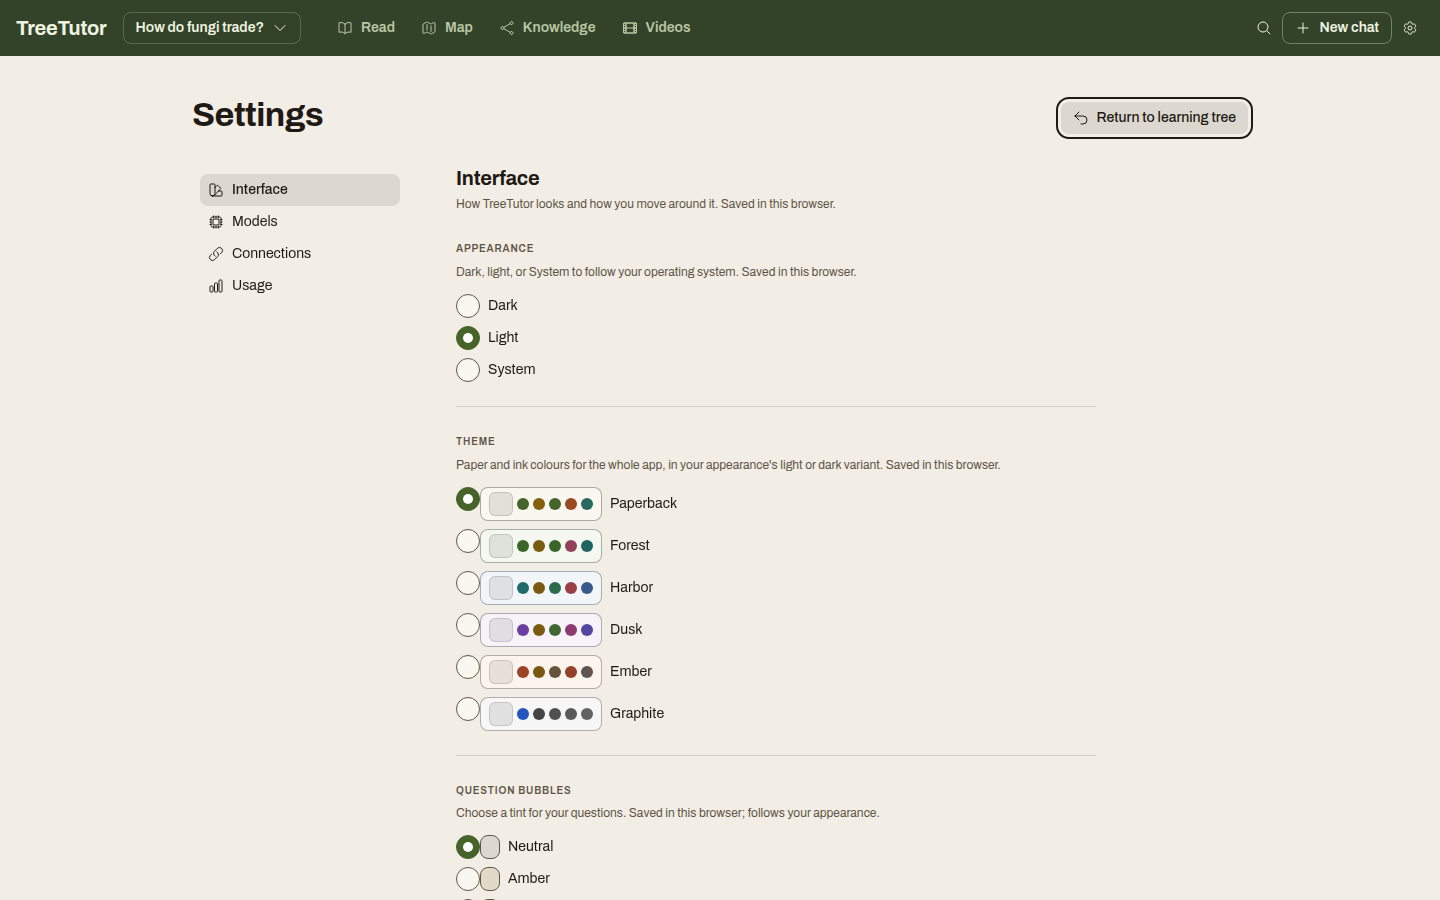 TreeTutor
How do fungi trade?
Read
Map
Knowledge
Videos
New chat
Settings
Return to learning tree
Interface
Models
Connections
Usage
Interface
How TreeTutor looks and how you move around it. Saved in this browser.
APPEARANCE
Dark, light, or System to follow your operating system. Saved in this browser.
Dark
Light
System
THEME
Paper and ink colours for the whole app, in your appearance's light or dark variant. Saved in this browser.
Paperback
Forest
Harbor
Dusk
Ember
Graphite
QUESTION BUBBLES
Choose a tint for your questions. Saved in this browser; follows your appearance.
Neutral
Amber